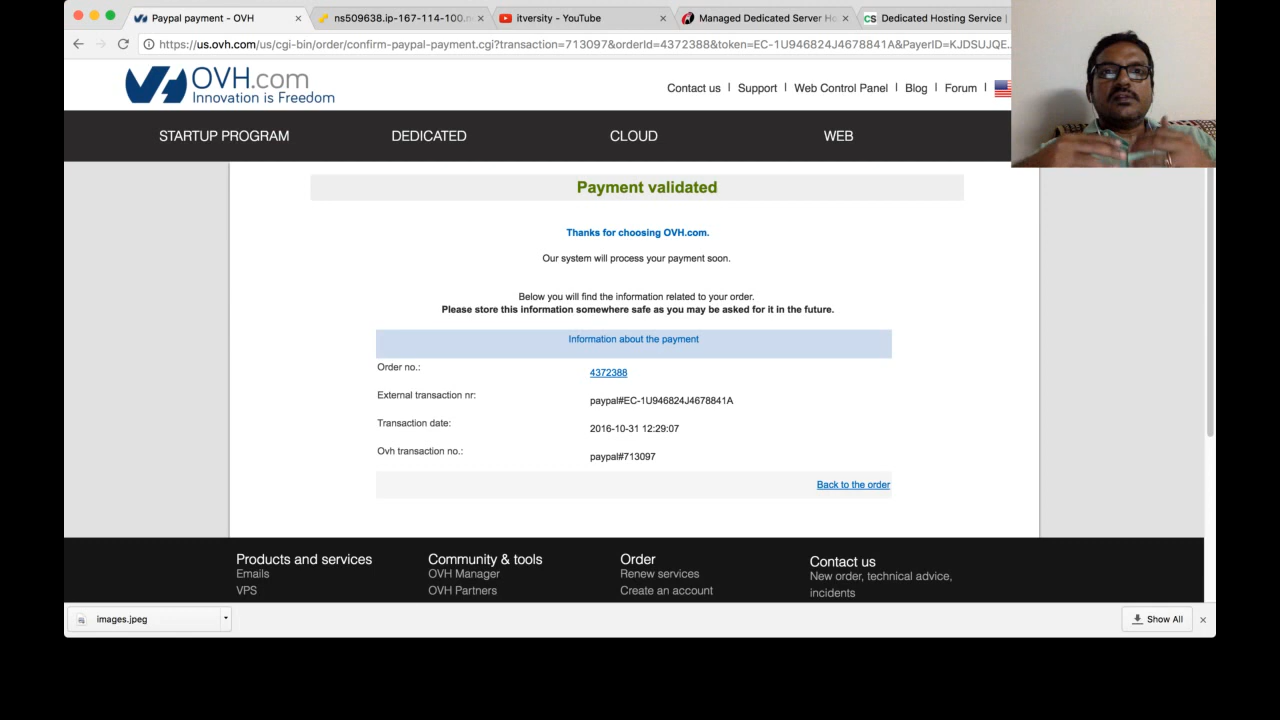 Paypal payment - OVH
ns509638.ip-167-114-100.n
itversity - YouTube
Managed Dedicated Server Ho
Dedicated Hosting Service |
https://us.ovh.com/us/cgi-bin/order/confirm-paypal-payment.cgi?transaction=713097&orderId=4372388&token=EC-1U946824J4678841A&PayerID=KJDSUJQE...
OVH.com
Innovation is Freedom
Contact us | Support | Web Control Panel | Blog | Forum |
STARTUP PROGRAM DEDICATED CLOUD WEB
Payment validated
Thanks for choosing OVH.com.
Our system will process your payment soon.
Below you will find the information related to your order.
Please store this information somewhere safe as you may be asked for it in the future.
Information about the payment
Order no.: 4372388
External transaction nr: paypal#EC-1U946824J4678841A
Transaction date: 2016-10-31 12:29:07
Ovh transaction no.: paypal#713097
Back to the order
Products and services
Emails
VPS
Community & tools
OVH Manager
OVH Partners
Order
Renew services
Create an account
Contact us
New order, technical advice,
incidents
images.jpeg
Show All